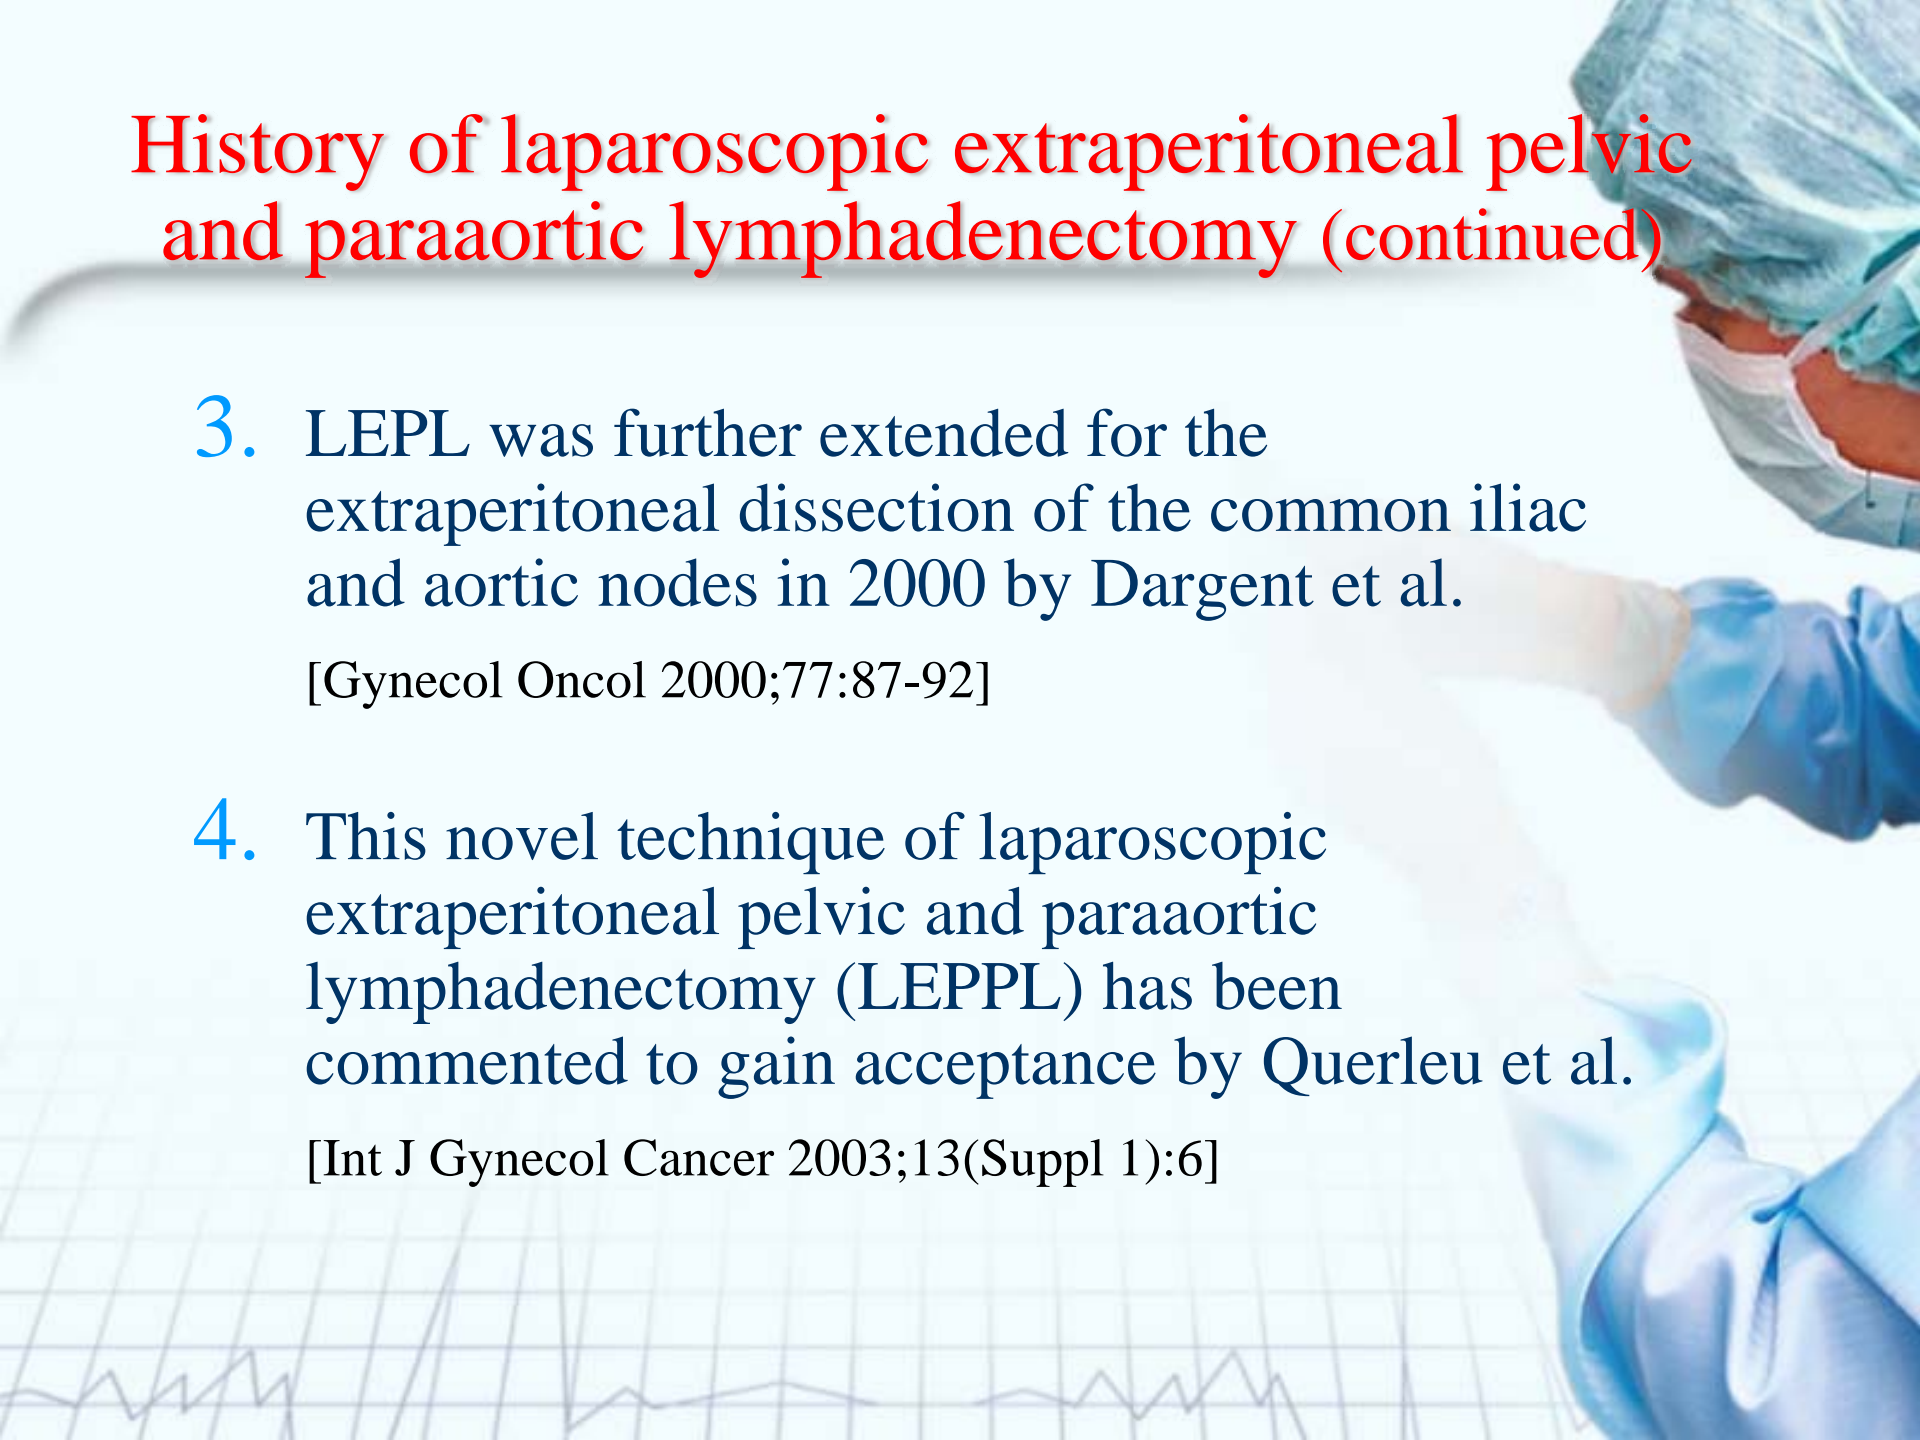 History of laparoscopic extraperitoneal pelvic
and paraaortic lymphadenectomy (continued)
3. LEPL was further extended for the
extraperitoneal dissection of the common iliac
and aortic nodes in 2000 by Dargent et al.
[Gynecol Oncol 2000;77:87-92]
4. This novel technique of laparoscopic
extraperitoneal pelvic and paraaortic
lymphadenectomy (LEPPL) has been
commented to gain acceptance by Querleu et al.
[Int J Gynecol Cancer 2003;13(Suppl 1):6]